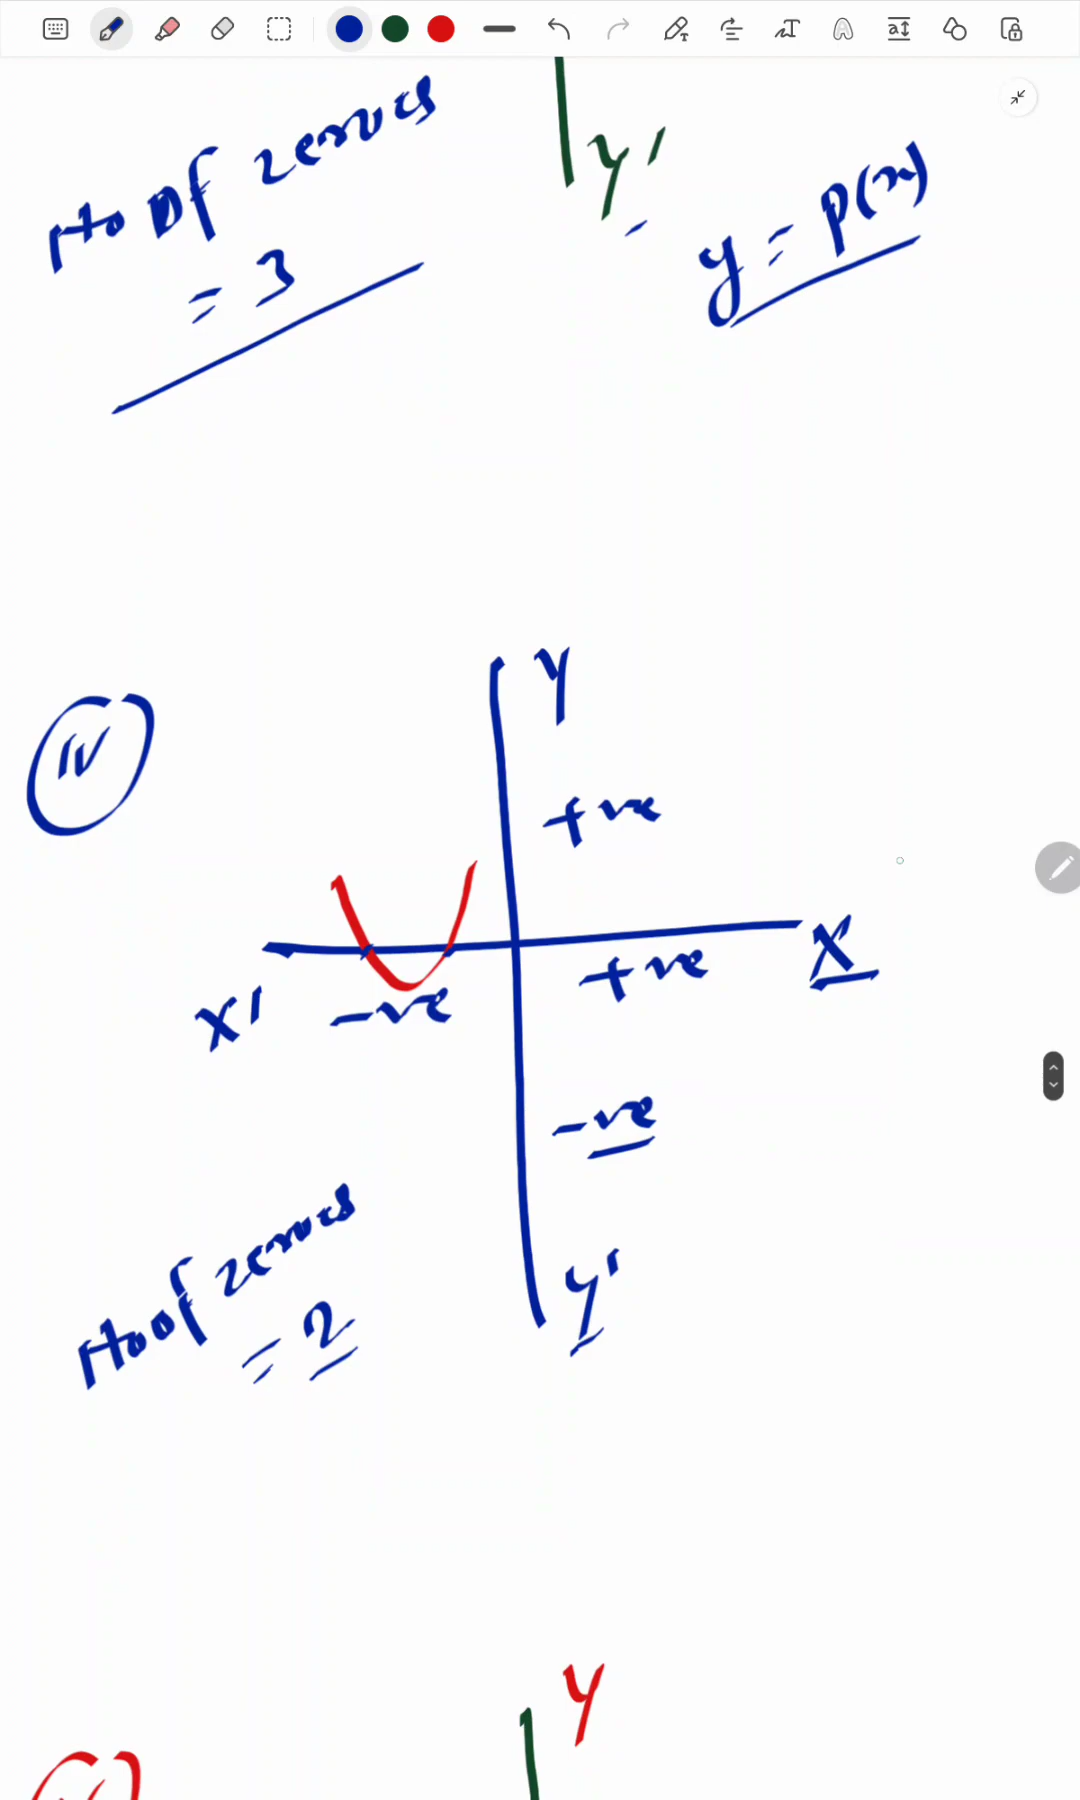 No of zeroes
= 3
y'
y = p(x)
IV
Y
+ve
X' -ve +ve X
-ve
No of zeroes
= 2
y'
y